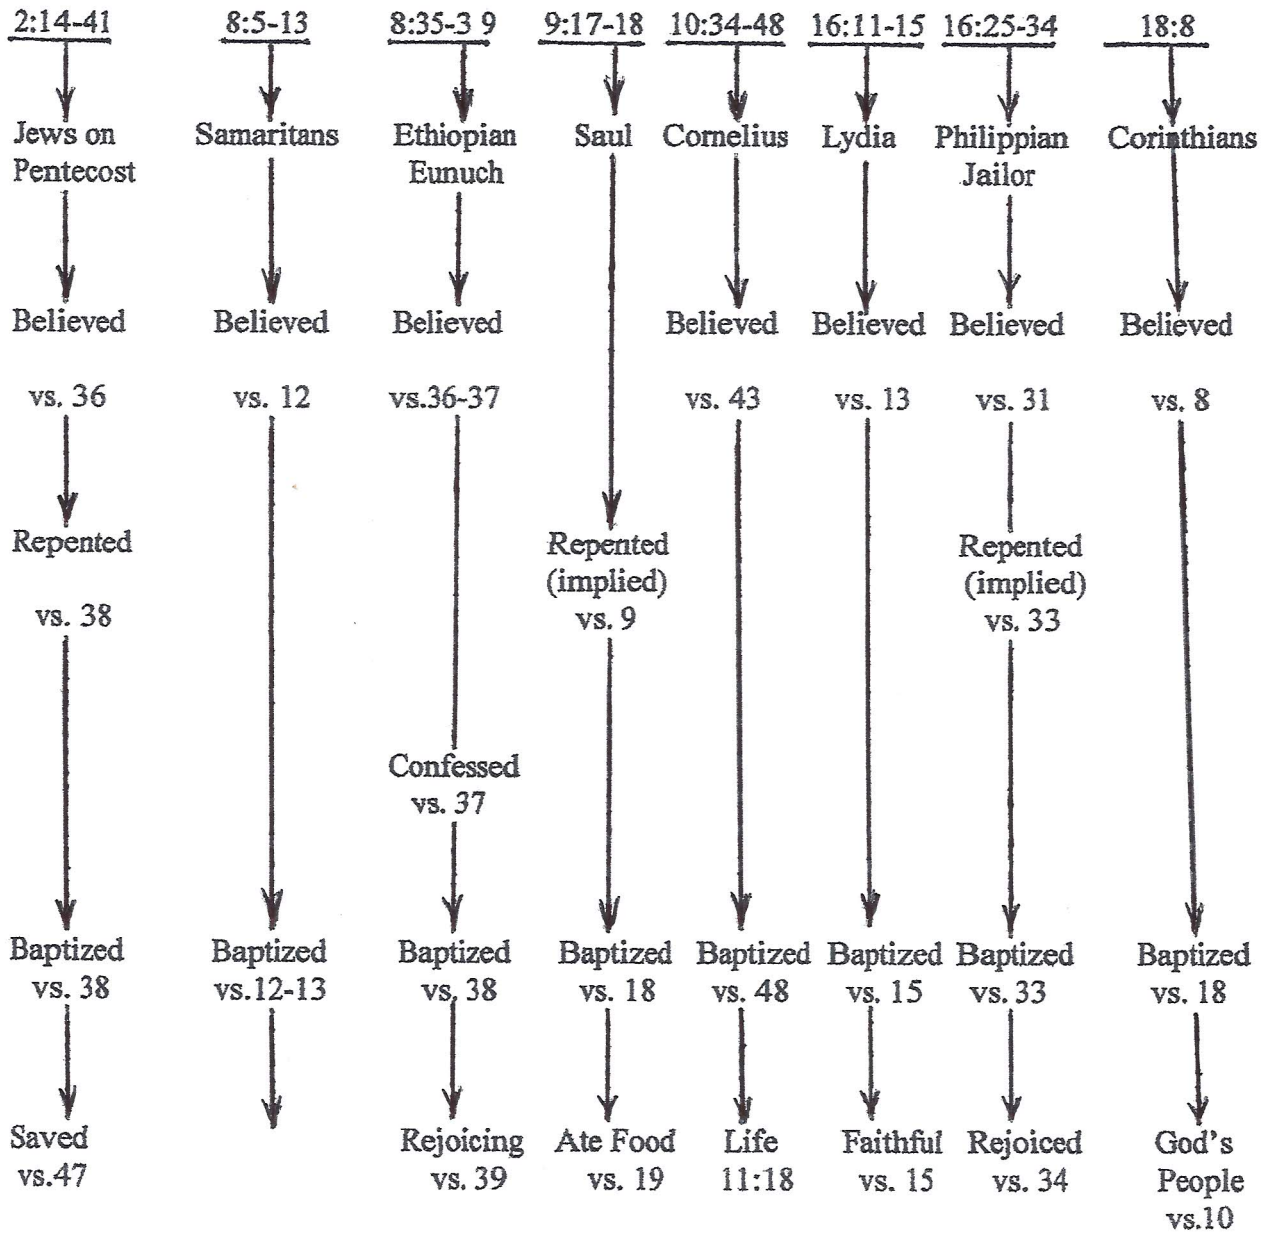 2:14-41 8:5-13 8:35-3 9 9:17-18 10:34-48 16:11-15 16:25-34 18:8
Jews on Samaritans Ethiopian Saul Cornelius Lydia Philippian Corinthians
Pentecost Eunuch Jailor
Believed Believed Believed Believed Believed Believed Believed
vs. 36 vs. 12 vs.36-37 vs. 43 vs. 13 vs. 31 vs. 8
Repented Repented Repented
(implied) (implied)
vs. 38 vs. 9 vs. 33
Confessed
vs. 37
Baptized Baptized Baptized Baptized Baptized Baptized Baptized Baptized
vs. 38 vs.12-13 vs. 38 vs. 18 vs. 48 vs. 15 vs.33 vs. 18
Saved Rejoicing Ate Food Life Faithful Rejoiced God's
vs.47 vs. 39 vs. 19 11:18 vs. 15 vs. 34 People
vs.10